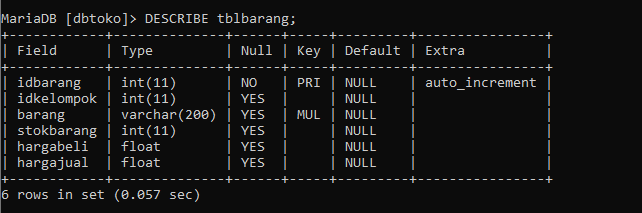 MariaDB [dbtoko]> DESCRIBE tblbarang;
+------------+--------------+------+-----+---------+----------------+
| Field      | Type         | Null | Key | Default | Extra          |
+------------+--------------+------+-----+---------+----------------+
| idbarang   | int(11)      | NO   | PRI | NULL    | auto_increment |
| idkelompok | int(11)      | YES  |     | NULL    |                |
| barang     | varchar(200) | YES  | MUL | NULL    |                |
| stokbarang | int(11)      | YES  |     | NULL    |                |
| hargabeli  | float        | YES  |     | NULL    |                |
| hargajual  | float        | YES  |     | NULL    |                |
+------------+--------------+------+-----+---------+----------------+
6 rows in set (0.057 sec)